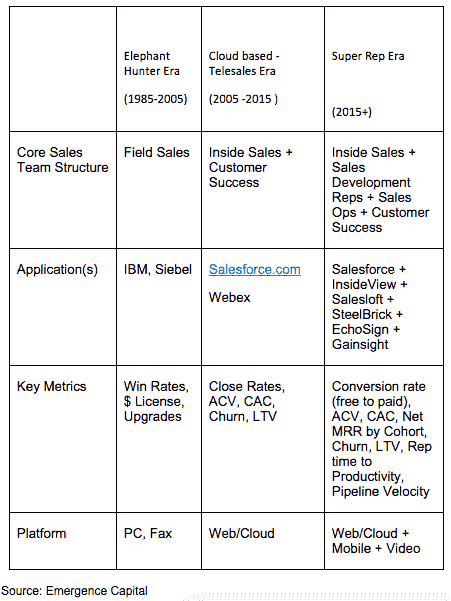 Elephant
Hunter Era
(1985-2005)
Cloud based -
Telesales Era
(2005 -2015 )
Super Rep Era
(2015+)
Core Sales
Team Structure
Field Sales
Inside Sales +
Customer
Success
Inside Sales +
Sales
Development
Reps + Sales
Ops + Customer
Success
Application(s)
IBM, Siebel
Salesforce.com
Webex
Salesforce +
InsideView +
Salesloft +
SteelBrick +
EchoSign +
Gainsight
Key Metrics
Win Rates,
$ License,
Upgrades
Close Rates,
ACV, CAC,
Churn, LTV
Conversion rate
(free to paid),
ACV, CAC, Net
MRR by Cohort,
Churn, LTV, Rep
time to
Productivity,
Pipeline Velocity
Platform
PC, Fax
Web/Cloud
Web/Cloud +
Mobile + Video
Source: Emergence Capital